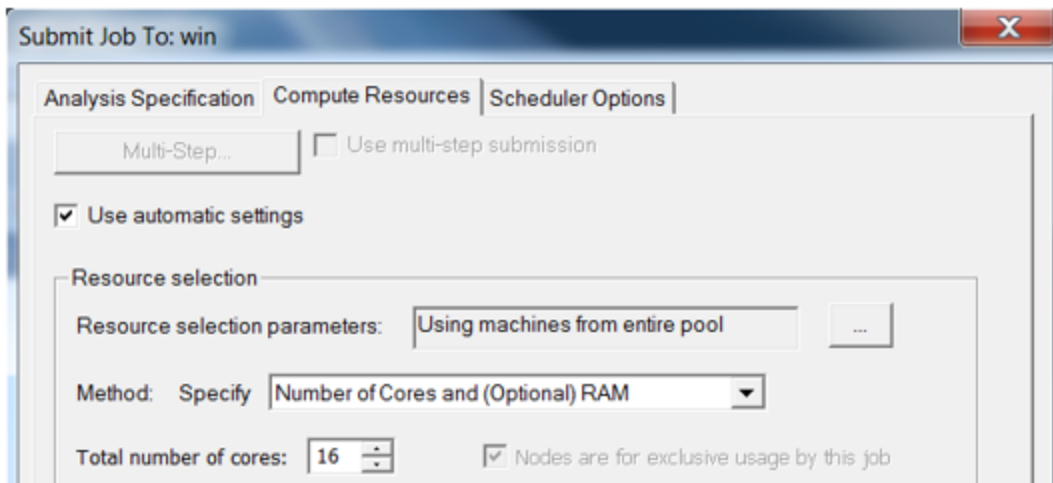 Submit Job To: win
Analysis Specification Compute Resources Scheduler Options
Multi-Step... Use multi-step submission
Use automatic settings
Resource selection
Resource selection parameters: Using machines from entire pool ...
Method: Specify Number of Cores and (Optional) RAM
Total number of cores: 16 Nodes are for exclusive usage by this job